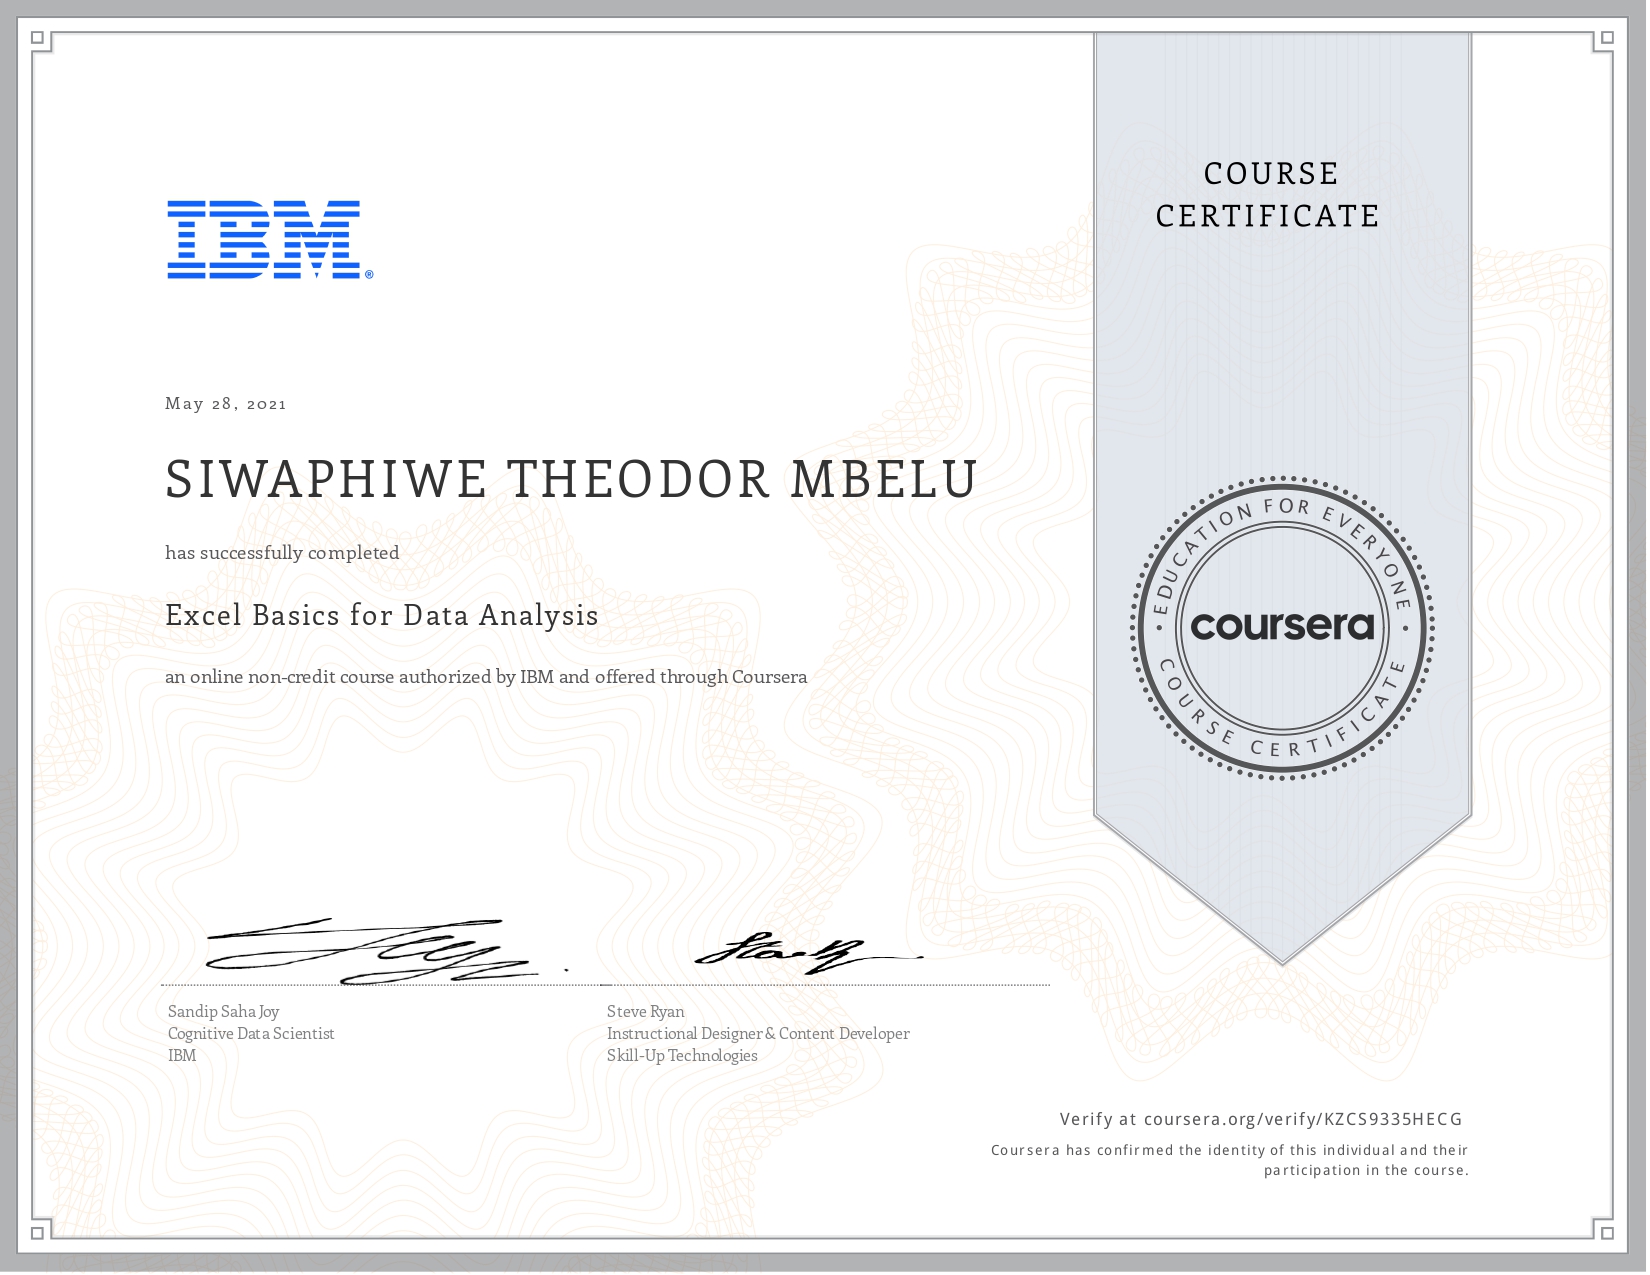 IBM®
COURSE
CERTIFICATE
May 28, 2021
SIWAPHIWE THEODOR MBELU
has successfully completed
Excel Basics for Data Analysis
an online non-credit course authorized by IBM and offered through Coursera
EDUCATION FOR EVERYONE
coursera
COURSE CERTIFICATE
Sandip Saha Joy
Cognitive Data Scientist
IBM
Steve Ryan
Instructional Designer & Content Developer
Skill-Up Technologies
Verify at coursera.org/verify/KZCS9335HECG
Coursera has confirmed the identity of this individual and their
participation in the course.